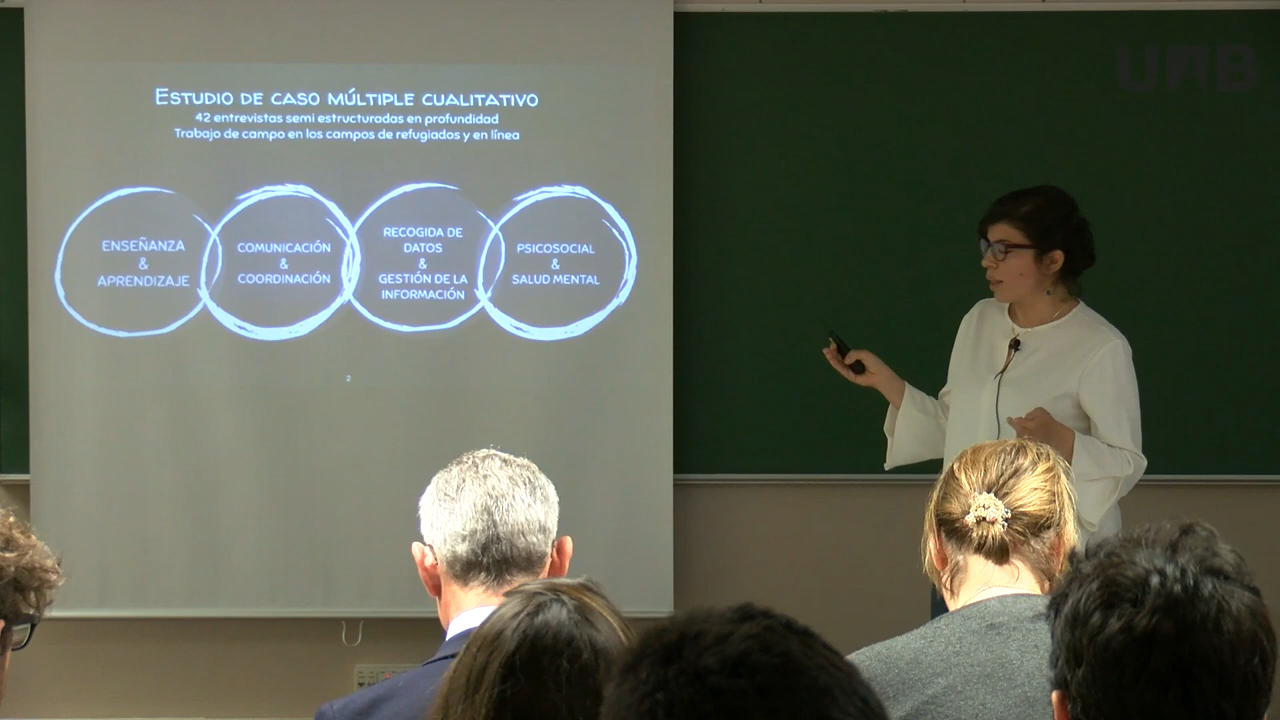 ESTUDIO DE CASO MÚLTIPLE CUALITATIVO
42 entrevistas semi estructuradas en profundidad
Trabajo de campo en los campos de refugiados y en línea
ENSEÑANZA
&
APRENDIZAJE
COMUNICACIÓN
&
COORDINACIÓN
RECOGIDA DE
DATOS
&
GESTIÓN DE LA
INFORMACIÓN
PSICOSOCIAL
&
SALUD MENTAL
2
UAB